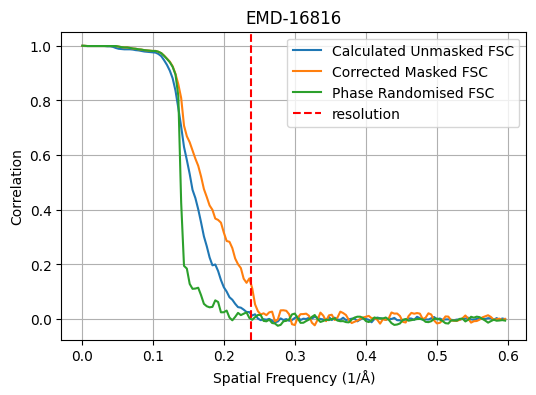 EMD-16816
Calculated Unmasked FSC
Corrected Masked FSC
Phase Randomised FSC
resolution
Correlation
1.0
0.8
0.6
0.4
0.2
0.0
0.0 0.1 0.2 0.3 0.4 0.5 0.6
Spatial Frequency (1/Å)